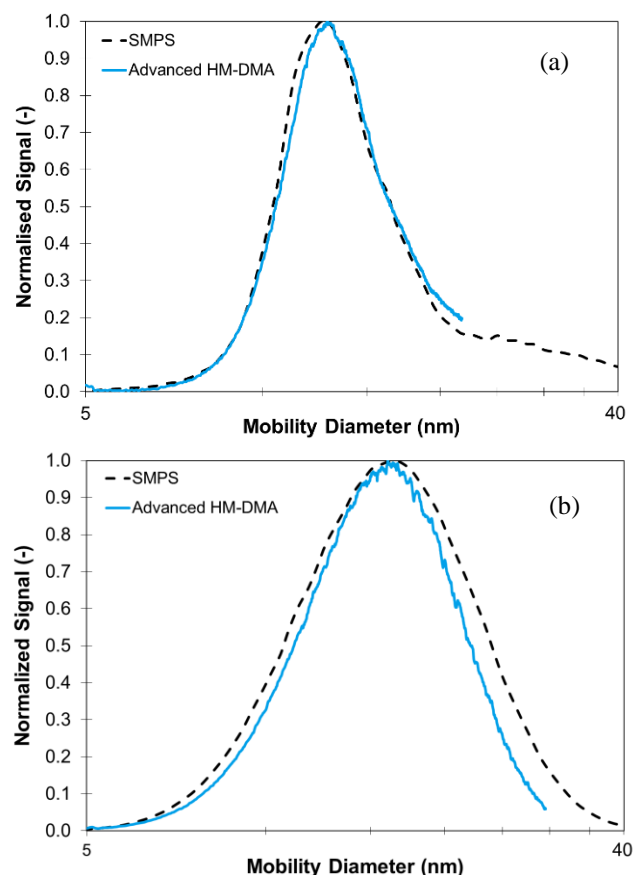 1.0
0.9
0.8
0.7
0.6
0.5
0.4
0.3
0.2
0.1
0.0
Normalised Signal (-)
SMPS
Advanced HM-DMA
(a)
5
40
Mobility Diameter (nm)
1.0
0.9
0.8
0.7
0.6
0.5
0.4
0.3
0.2
0.1
0.0
Normalized Signal (-)
SMPS
Advanced HM-DMA
(b)
5
40
Mobility Diameter (nm)